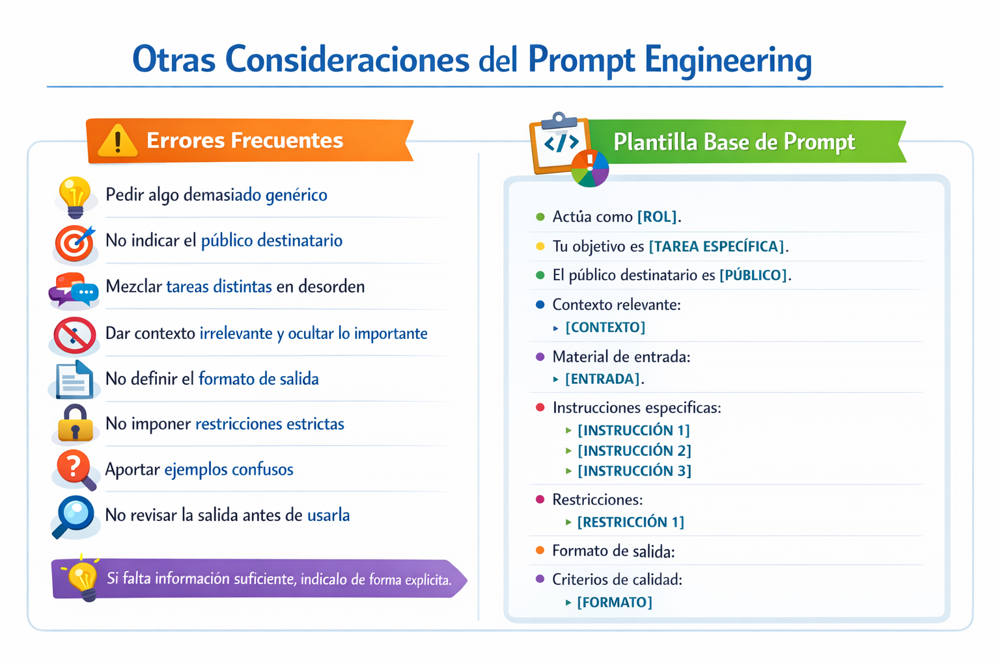 Otras Consideraciones del Prompt Engineering
Errores Frecuentes
Pedir algo demasiado genérico
No indicar el público destinatario
Mezclar tareas distintas en desorden
Dar contexto irrelevante y ocultar lo importante
No definir el formato de salida
No imponer restricciones estrictas
Aportar ejemplos confusos
No revisar la salida antes de usarla
Si falta información suficiente, indicalo de forma explicita.
Plantilla Base de Prompt
Actúa como [ROL].
Tu objetivo es [TAREA ESPECÍFICA].
El público destinatario es [PÚBLICO].
Contexto relevante:
[CONTEXTO]
Material de entrada:
[ENTRADA].
Instrucciones especificas:
[INSTRUCCIÓN 1]
[INSTRUCCIÓN 2]
[INSTRUCCIÓN 3]
Restricciones:
[RESTRICCIÓN 1]
Formato de salida:
Criterios de calidad:
[FORMATO]